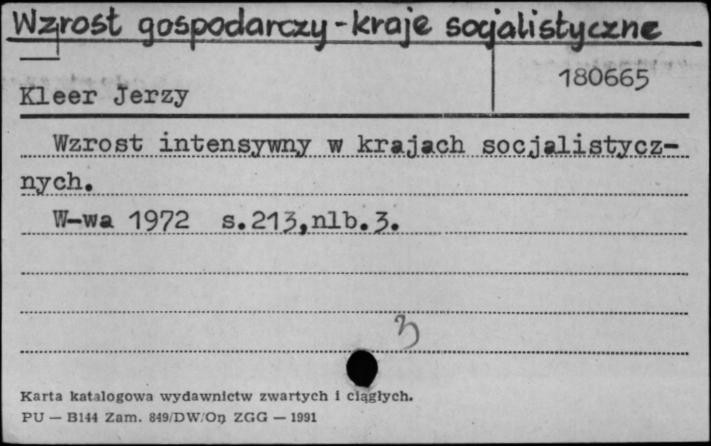 Wzrost gospodarczy - kraje socjalistyczne
180665
Kleer Jerzy
Wzrost intensywny w krajach socjalistycz-
nych.
W-wa 1972 s.213,nlb.3.
3
Karta katalogowa wydawnictw zwartych i ciągłych.
PU — B144 Zam. 849/DW/Op ZGG — 1991